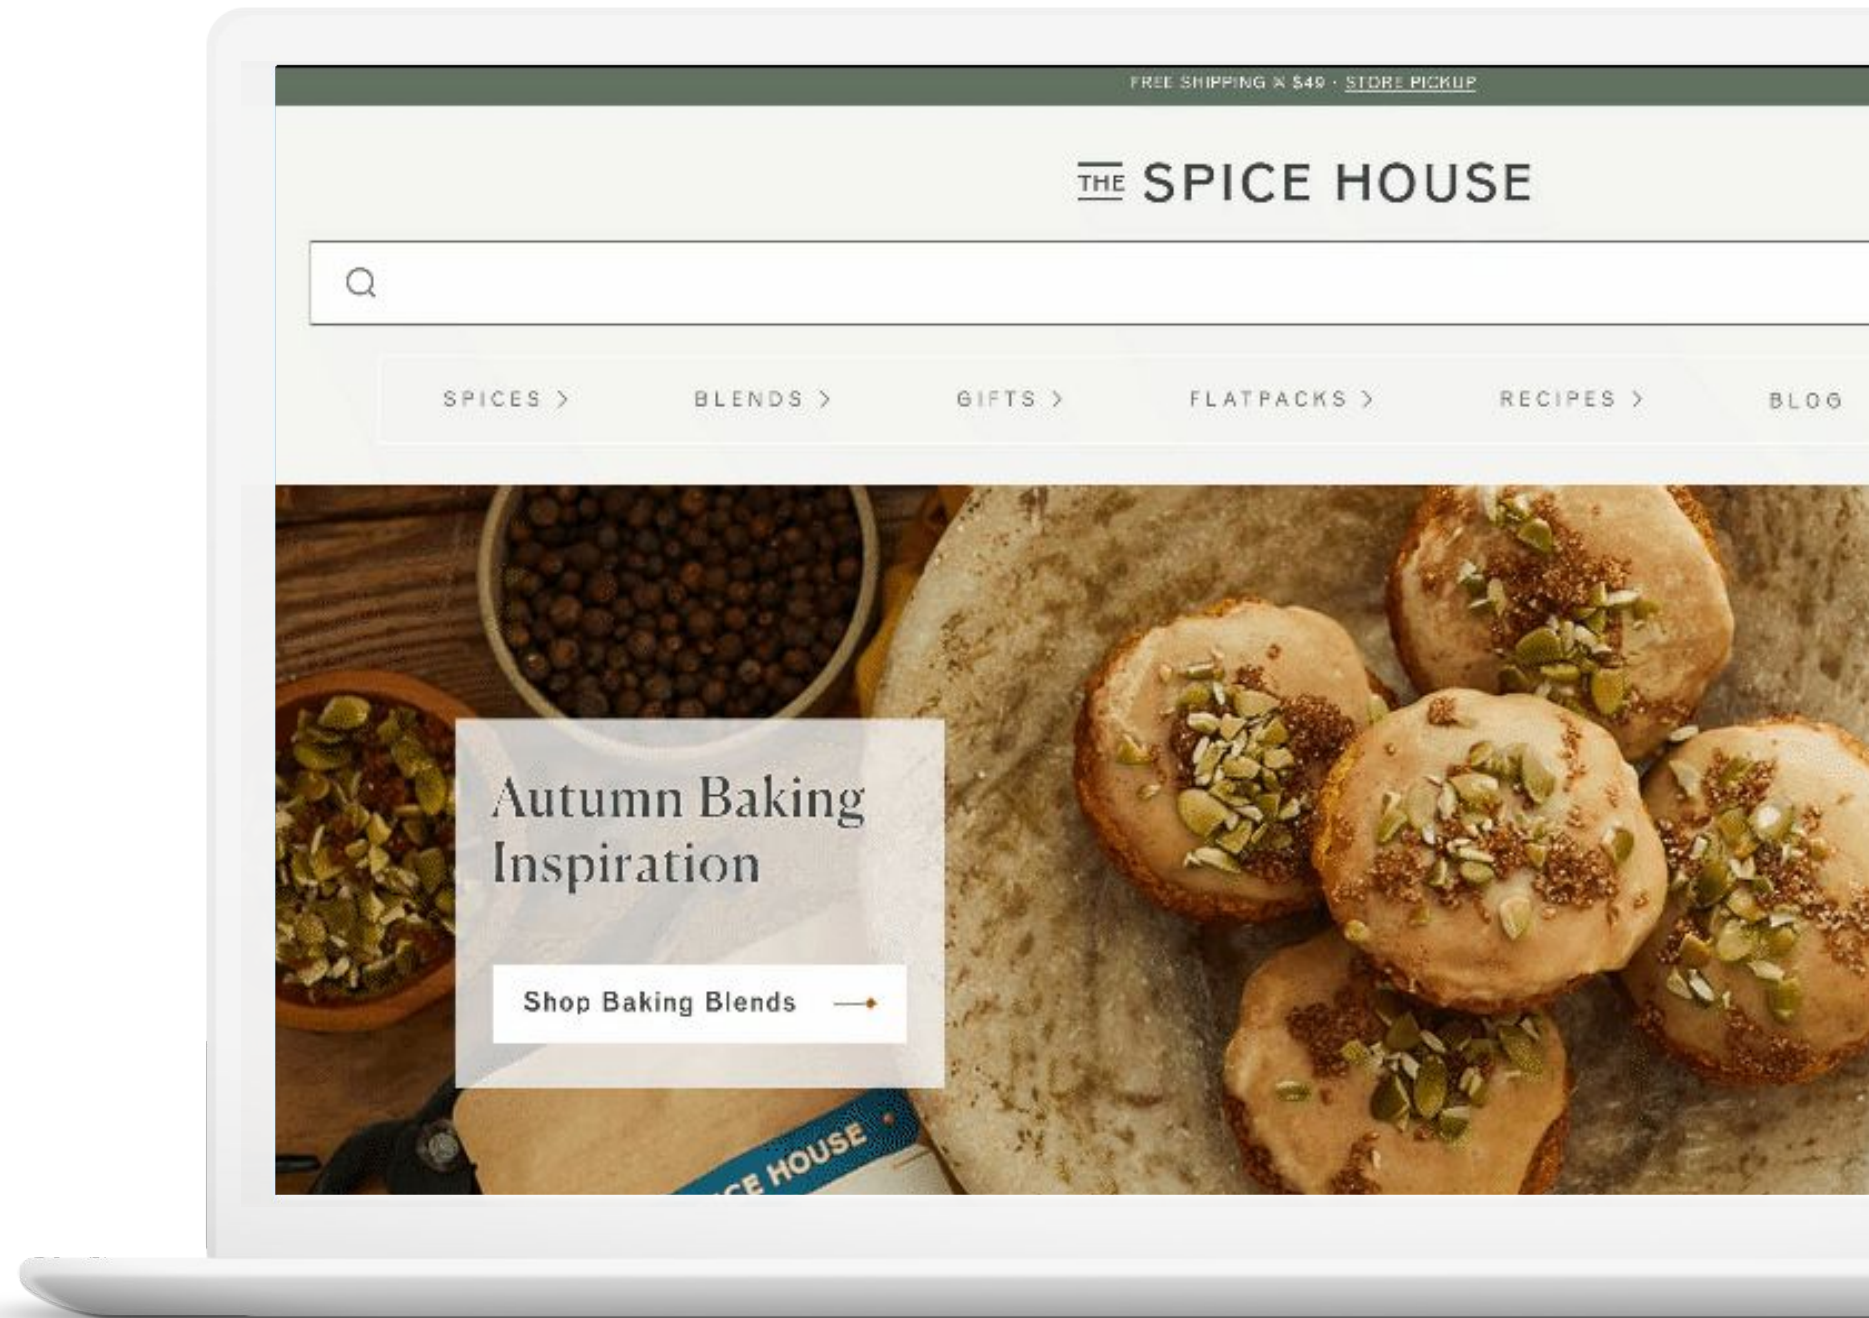 FREE SHIPPING × $49 · STORE PICKUP
THE SPICE HOUSE
SPICES >
BLENDS >
GIFTS >
FLATPACKS >
RECIPES >
BLOG
Autumn Baking
Inspiration
Shop Baking Blends
CE HOUSE